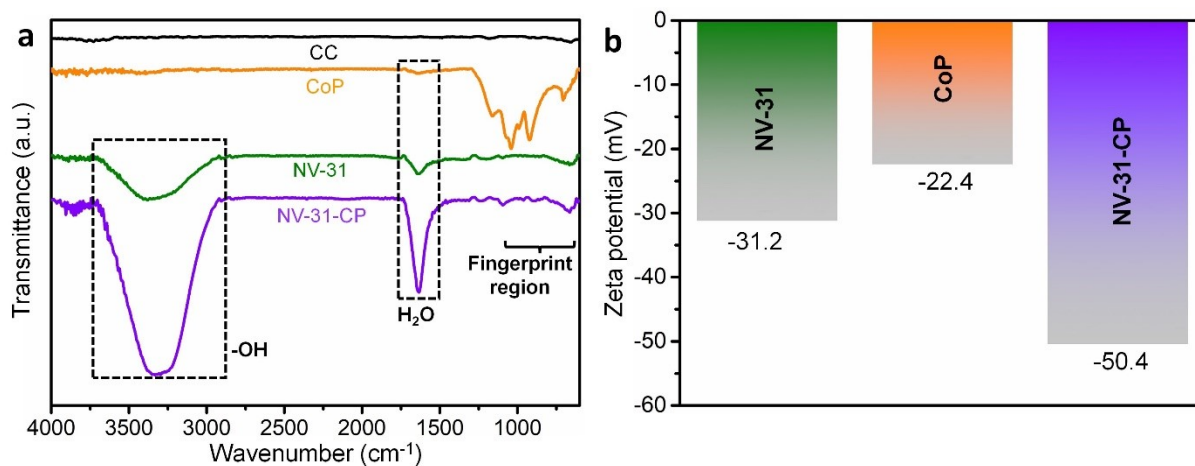 a
CC
CoP
NV-31
NV-31-CP
Fingerprint
region
H₂O
-OH
Transmittance (a.u.)
4000 3500 3000 2500 2000 1500 1000
Wavenumber (cm⁻¹)
b
0
-10
-20
-30
-40
-50
-60
Zeta potential (mV)
NV-31
CoP
NV-31-CP
-31.2
-22.4
-50.4